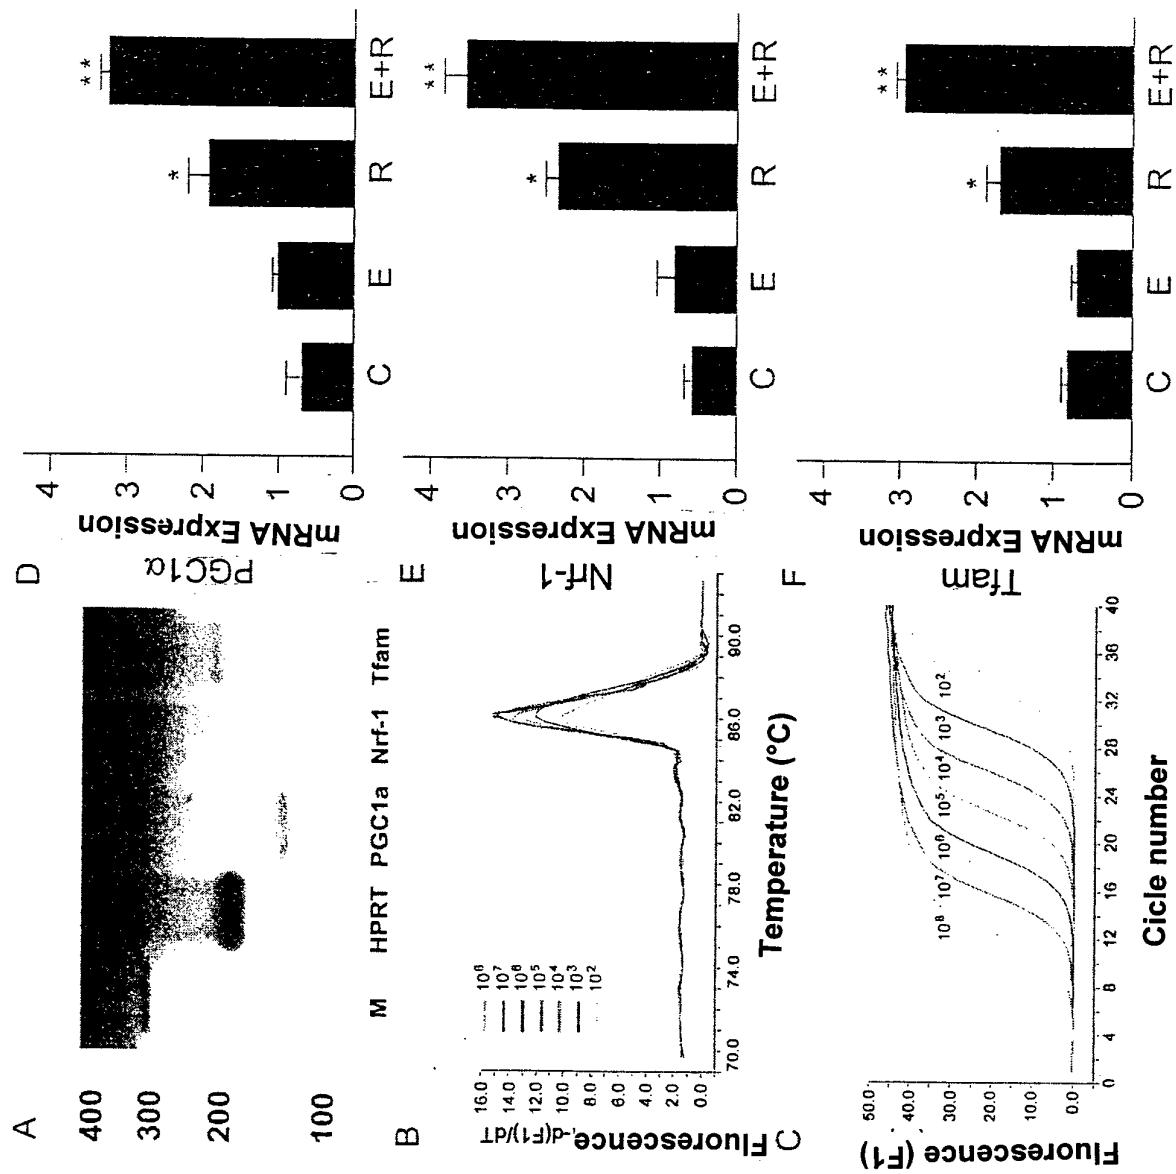 A
400
300
200
100
M HPRT PGC1a Nrf-1 Tfam
B
Fluorescence,-d(F1)/dT
16.0
14.0
12.0
10.0
8.0
6.0
4.0
2.0
0.0
10⁸
10⁷
10⁶
10⁵
10⁴
10³
10²
70.0 74.0 78.0 82.0 86.0 90.0
Temperature (°C)
C
Fluorescence (F1)
50.0
40.0
30.0
20.0
10.0
0.0
10⁸ 10⁷ 10⁶ 10⁵ 10⁴ 10³ 10²
0 4 8 12 16 20 24 28 32 36 40
Cicle number
D
PGC1α
mRNA Expression
4
3
2
1
0
* **
C E R E+R
E
Nrf-1
mRNA Expression
4
3
2
1
0
* **
C E R E+R
F
Tfam
mRNA Expression
4
3
2
1
0
* **
C E R E+R